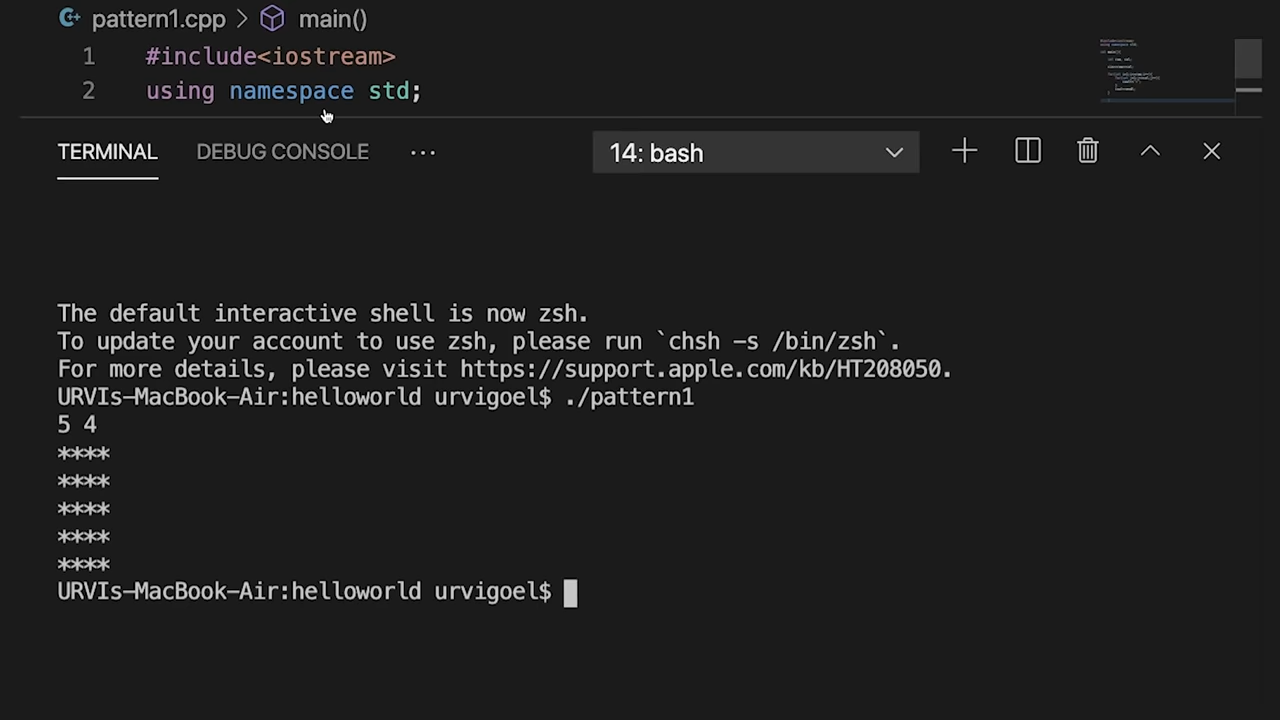 pattern1.cpp > main()
1 #include<iostream>
2 using namespace std;
TERMINAL DEBUG CONSOLE ··· 14: bash
The default interactive shell is now zsh.
To update your account to use zsh, please run `chsh -s /bin/zsh`.
For more details, please visit https://support.apple.com/kb/HT208050.
URVIs-MacBook-Air:helloworld urvigoel$ ./pattern1
5 4
****
****
****
****
****
URVIs-MacBook-Air:helloworld urvigoel$